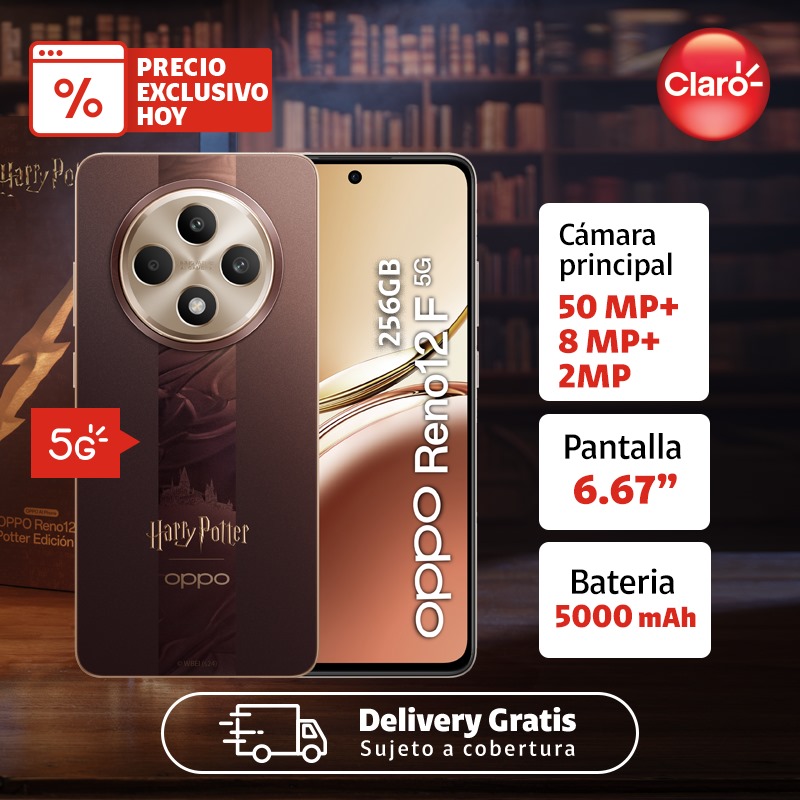 %
PRECIO
EXCLUSIVO
HOY
Claro
Harry Po
OPPO Reno12
Potter Edición
5G
Harry Potter
oppo
oppo Reno12 F 5G
256GB
Cámara
principal
50 MP+
8 MP+
2MP
Pantalla
6.67”
Bateria
5000 mAh
Delivery Gratis
Sujeto a cobertura